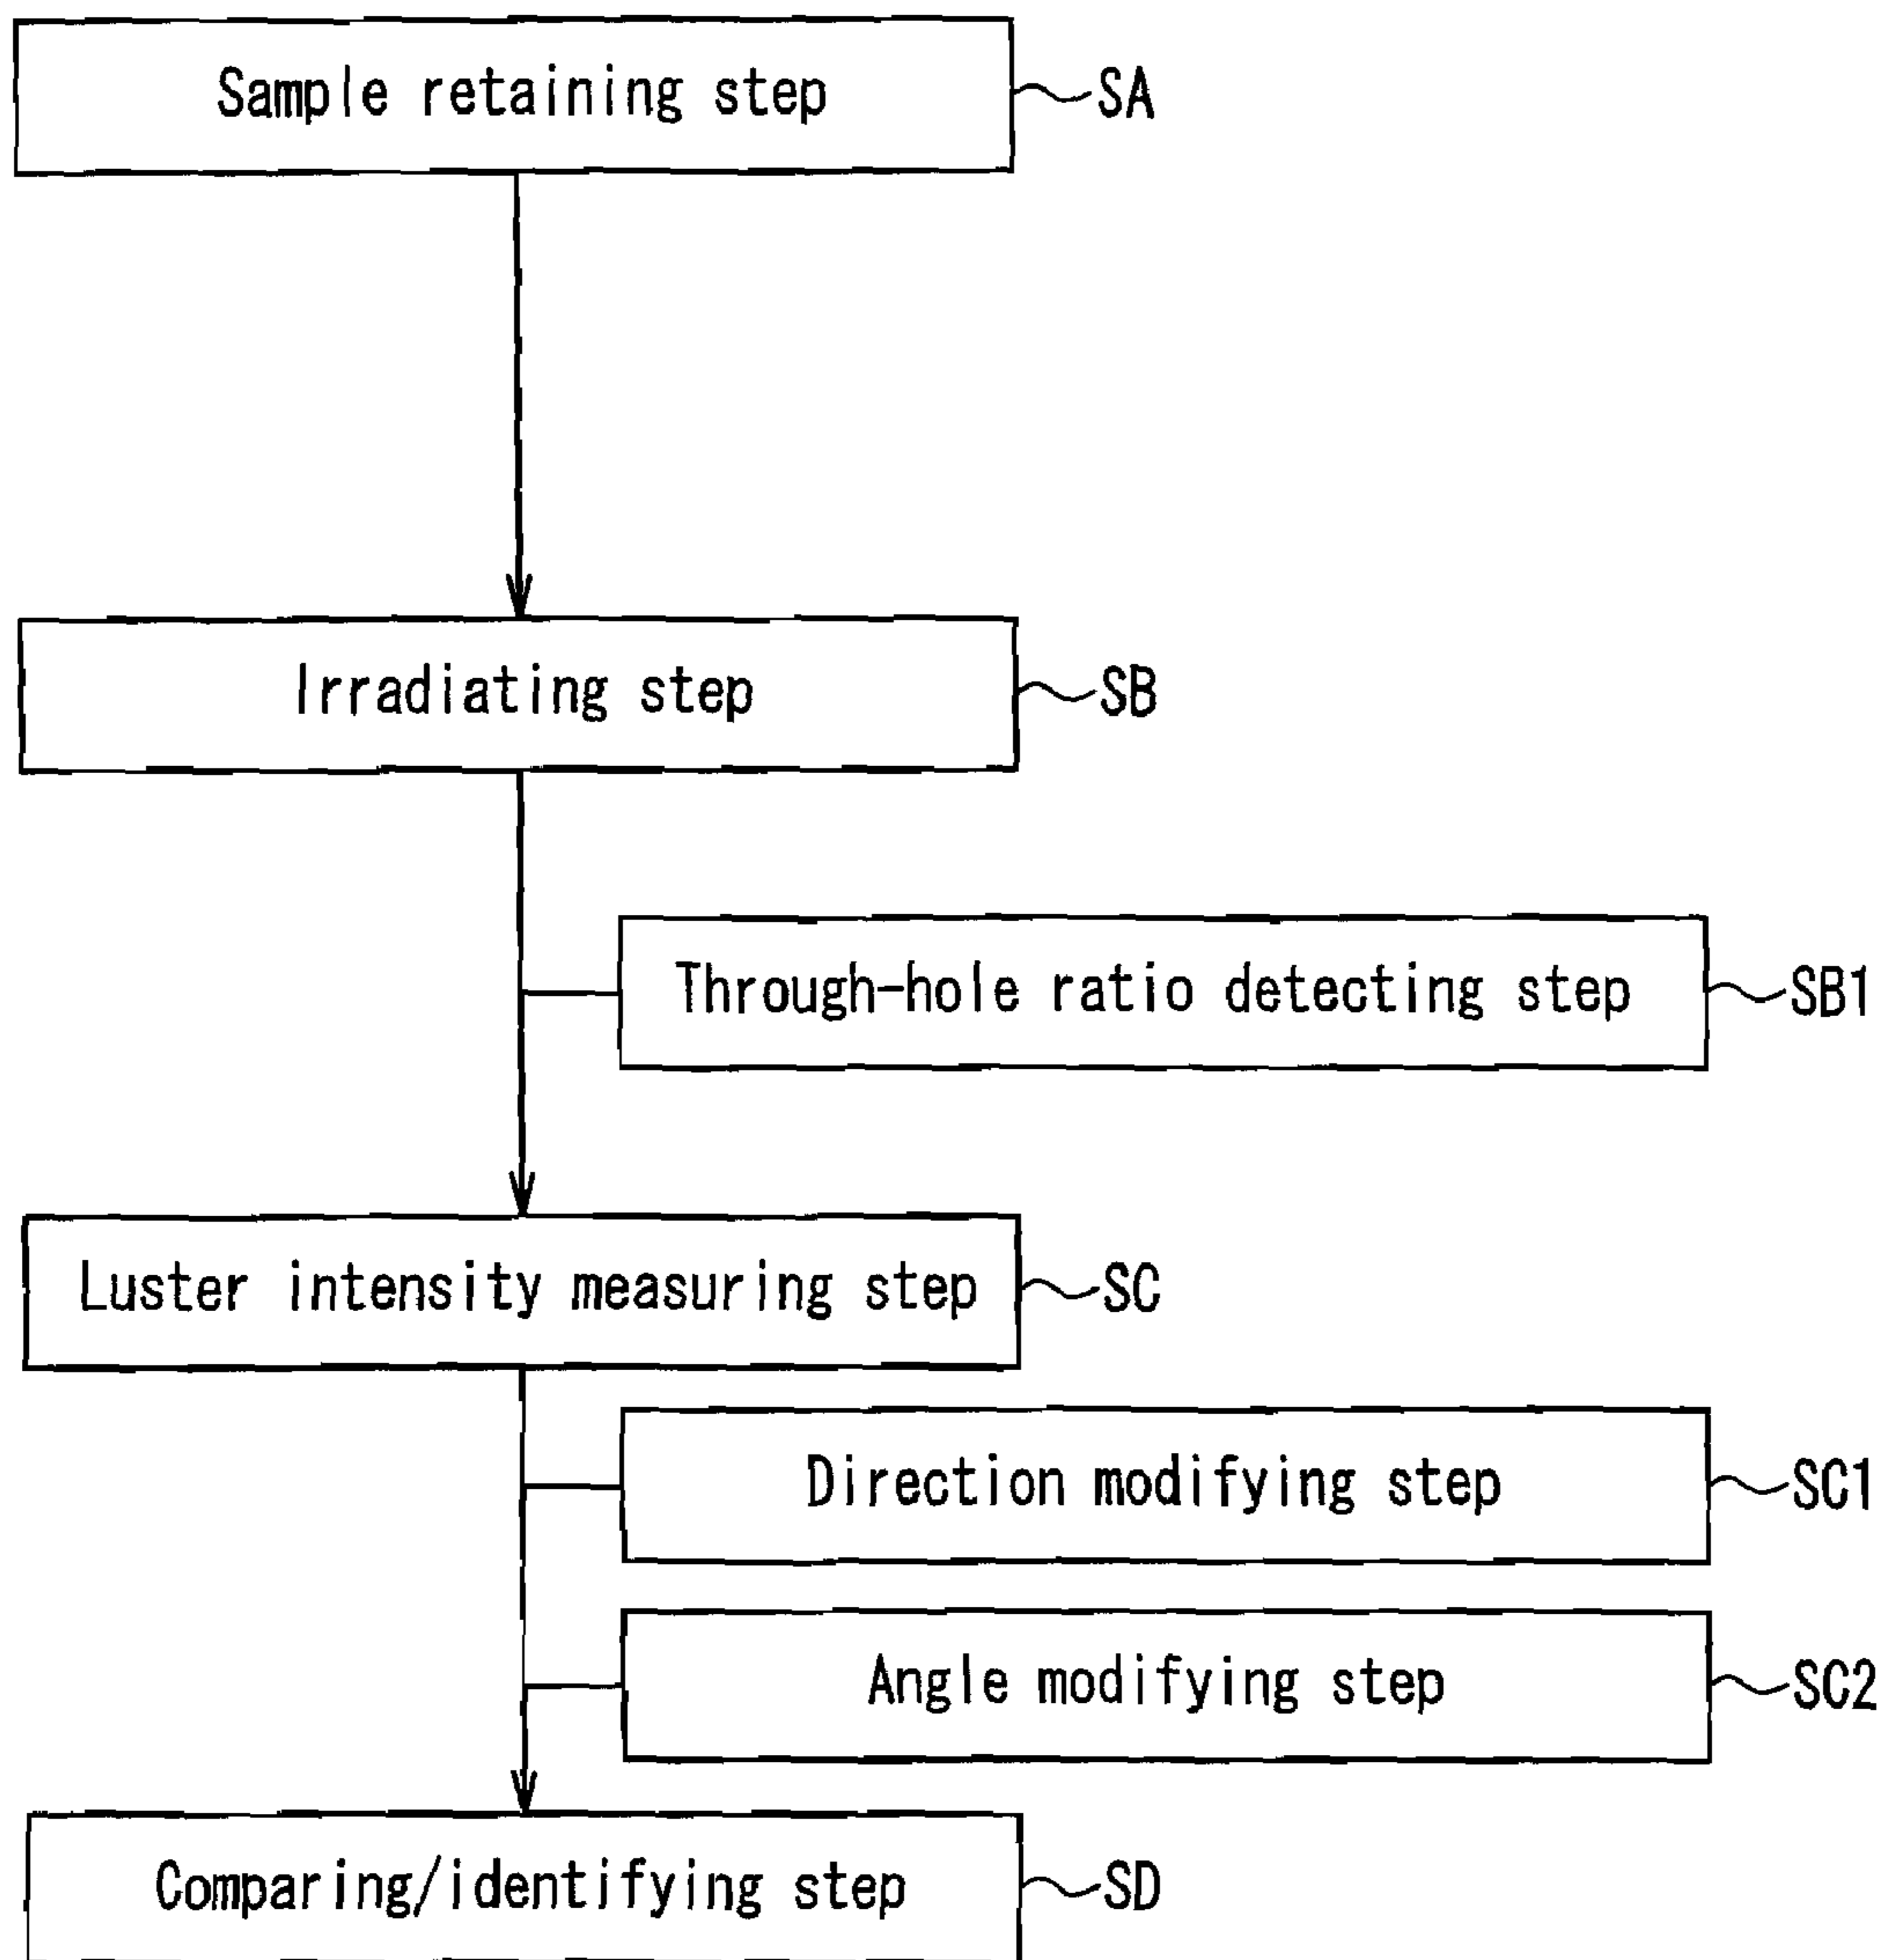 Sample retaining step SA
Irradiating step SB
Through-hole ratio detecting step SB1
Luster intensity measuring step SC
Direction modifying step SC1
Angle modifying step SC2
Comparing/identifying step SD